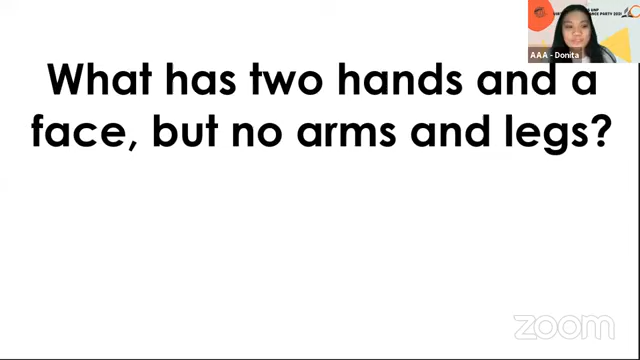 AAA - Donita
What has two hands and a
face, but no arms and legs?
zoom